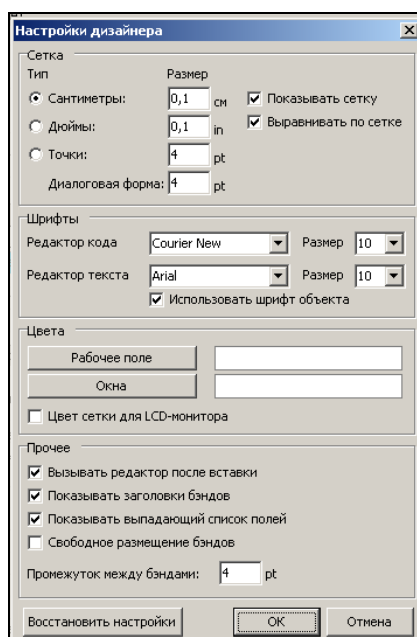 Настройки дизайнера
Сетка
Тип Размер
Сантиметры: 0,1 см Показывать сетку
Дюймы: 0,1 in Выравнивать по сетке
Точки: 4 pt
Диалоговая форма: 4 pt
Шрифты
Редактор кода Courier New Размер 10
Редактор текста Arial Размер 10
Использовать шрифт объекта
Цвета
Рабочее поле
Окна
Цвет сетки для LCD-монитора
Прочее
Вызывать редактор после вставки
Показывать заголовки бэндов
Показывать выпадающий список полей
Свободное размещение бэндов
Промежуток между бэндами: 4 pt
Восстановить настройки OK Отмена